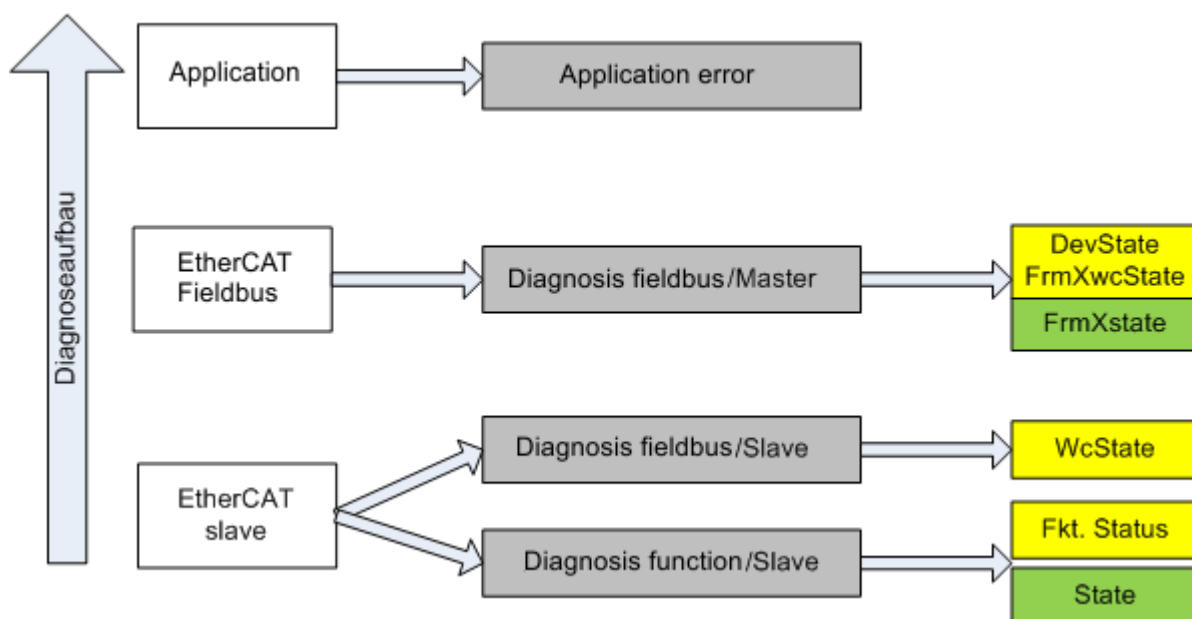 Diagnoseaufbau
Application
Application error
EtherCAT
Fieldbus
Diagnosis fieldbus/Master
DevState
FrmXwcState
FrmXstate
EtherCAT
slave
Diagnosis fieldbus/Slave
WcState
Diagnosis function/Slave
Fkt. Status
State